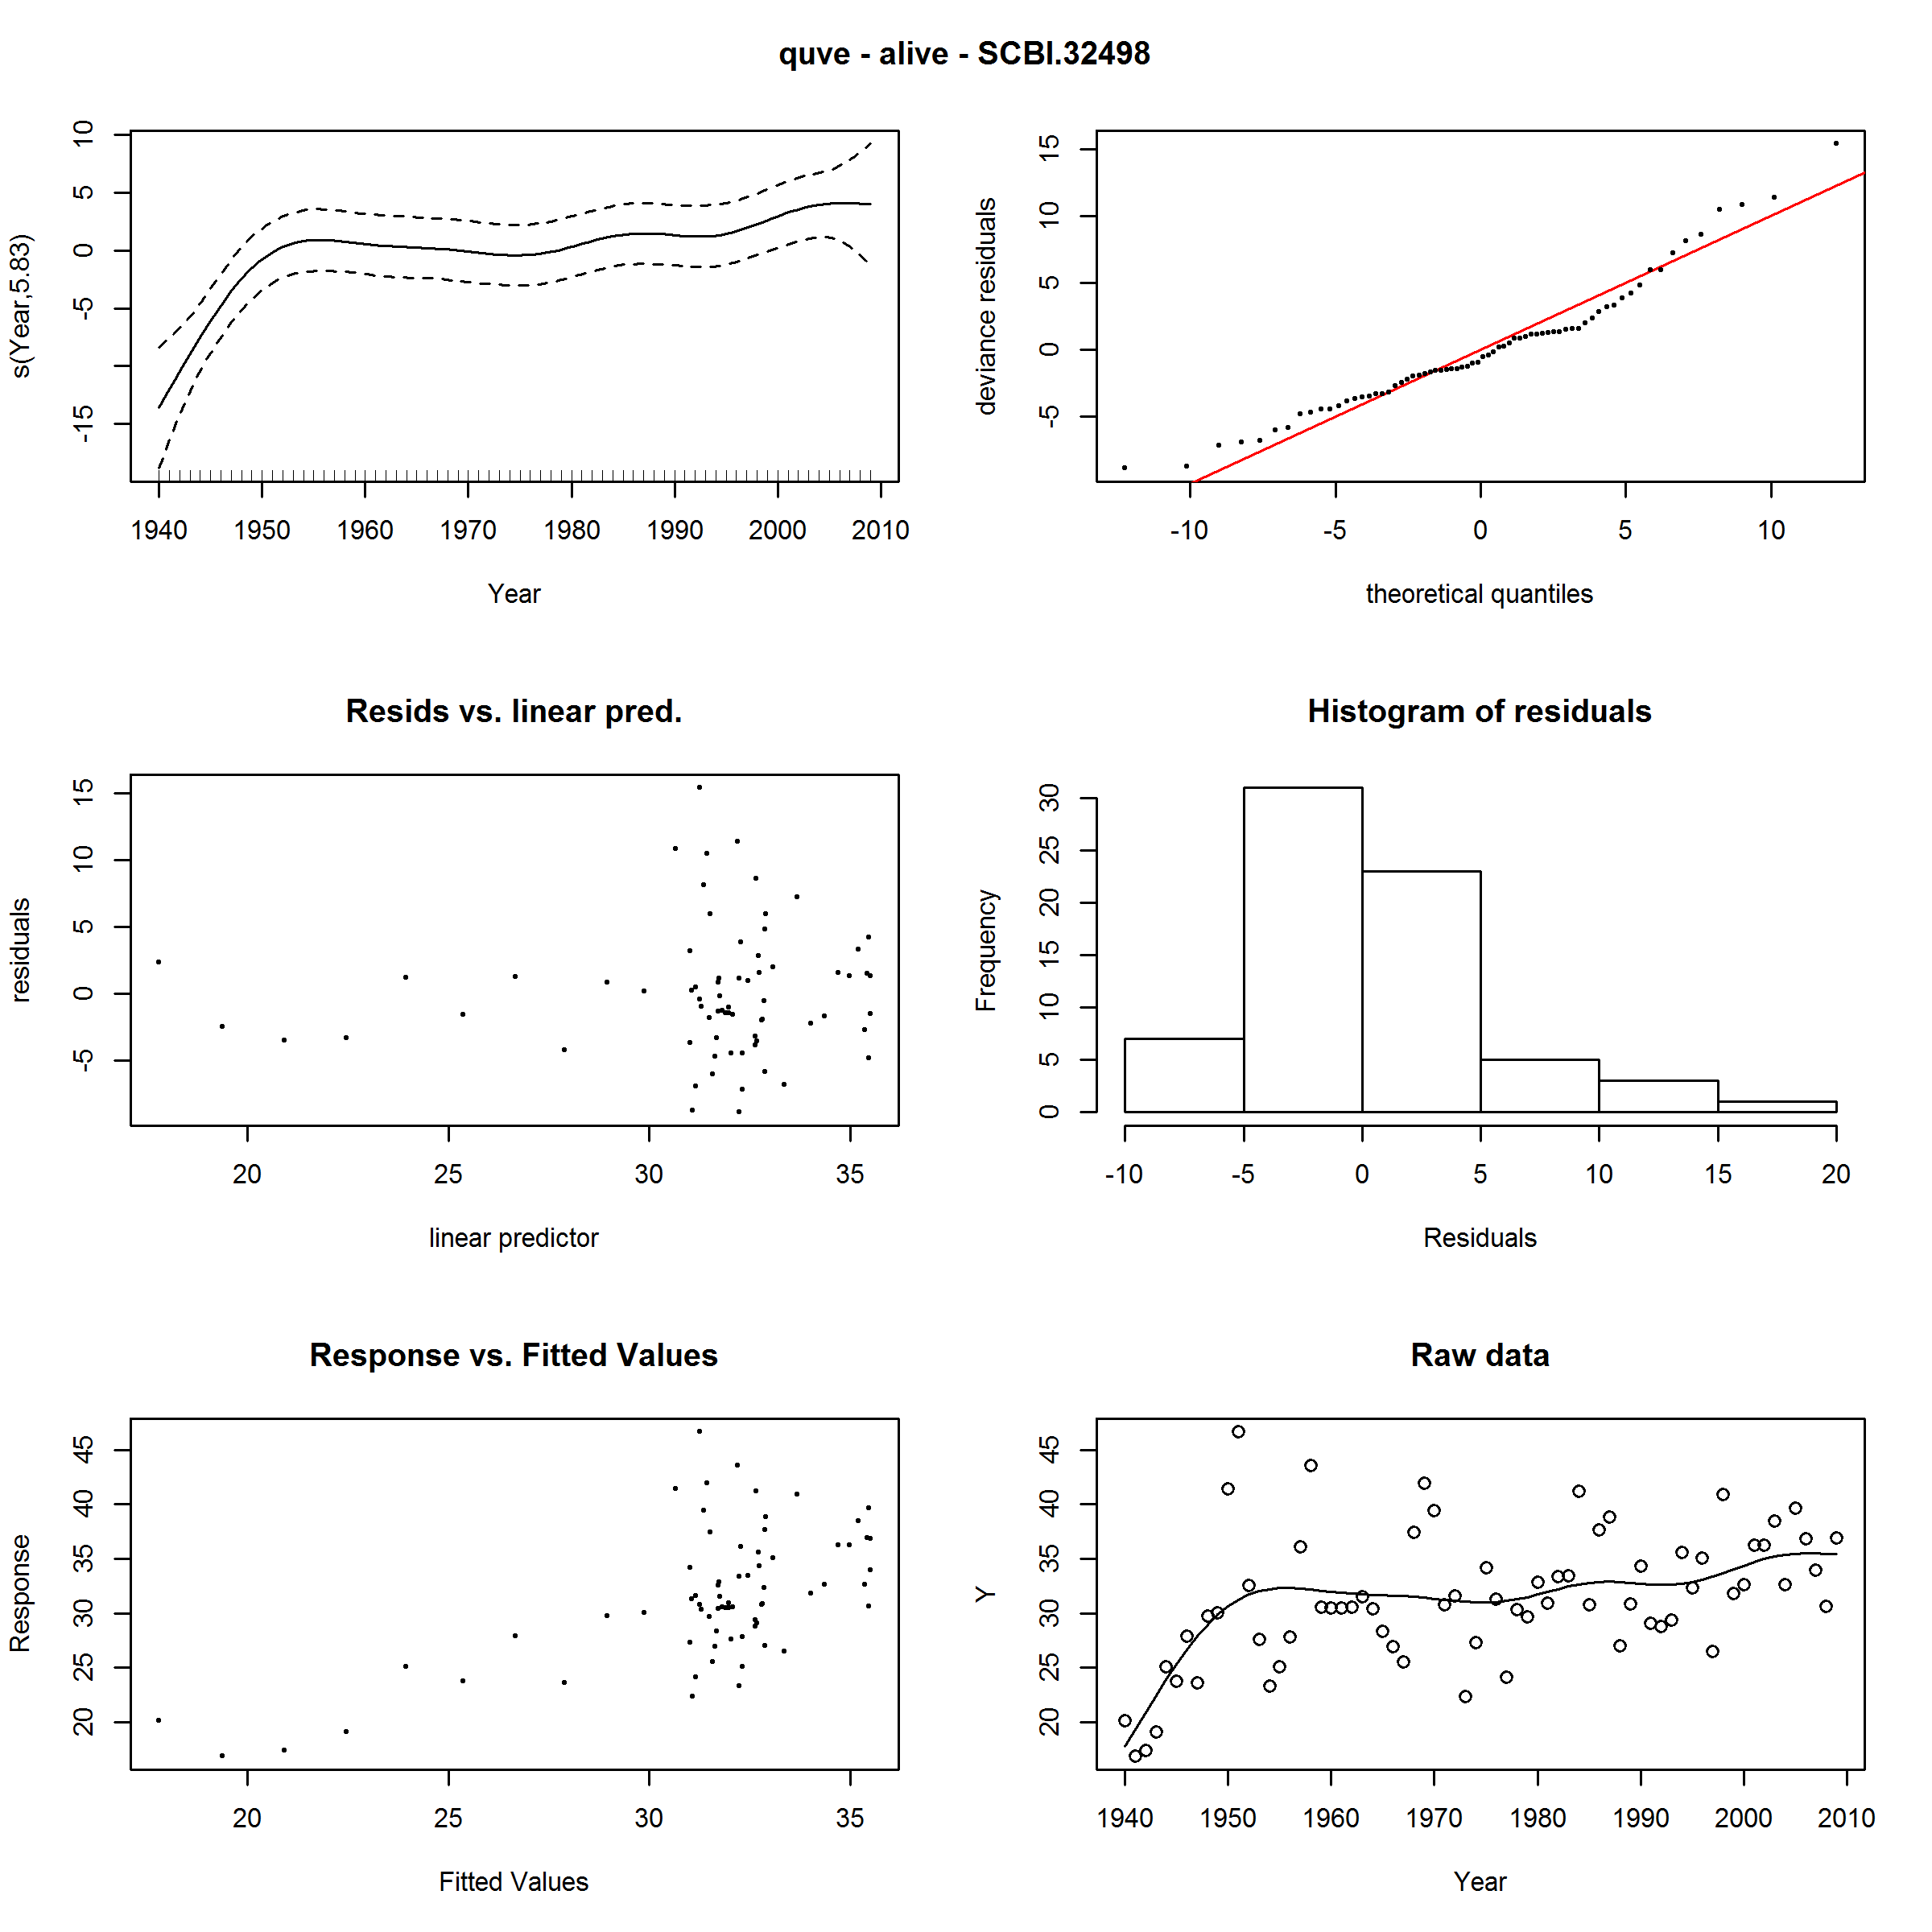 quve - alive - SCBI.32498
10
5
0
-5
-15
s(Year,5.83)
1940 1950 1960 1970 1980 1990 2000 2010
Year
15
10
5
0
-5
deviance residuals
-10 -5 0 5 10
theoretical quantiles
Resids vs. linear pred.
15
10
5
0
-5
residuals
20 25 30 35
linear predictor
Histogram of residuals
30
25
20
15
10
5
0
Frequency
-10 -5 0 5 10 15 20
Residuals
Response vs. Fitted Values
45
40
35
30
25
20
Response
20 25 30 35
Fitted Values
Raw data
45
40
35
30
25
20
Y
1940 1950 1960 1970 1980 1990 2000 2010
Year